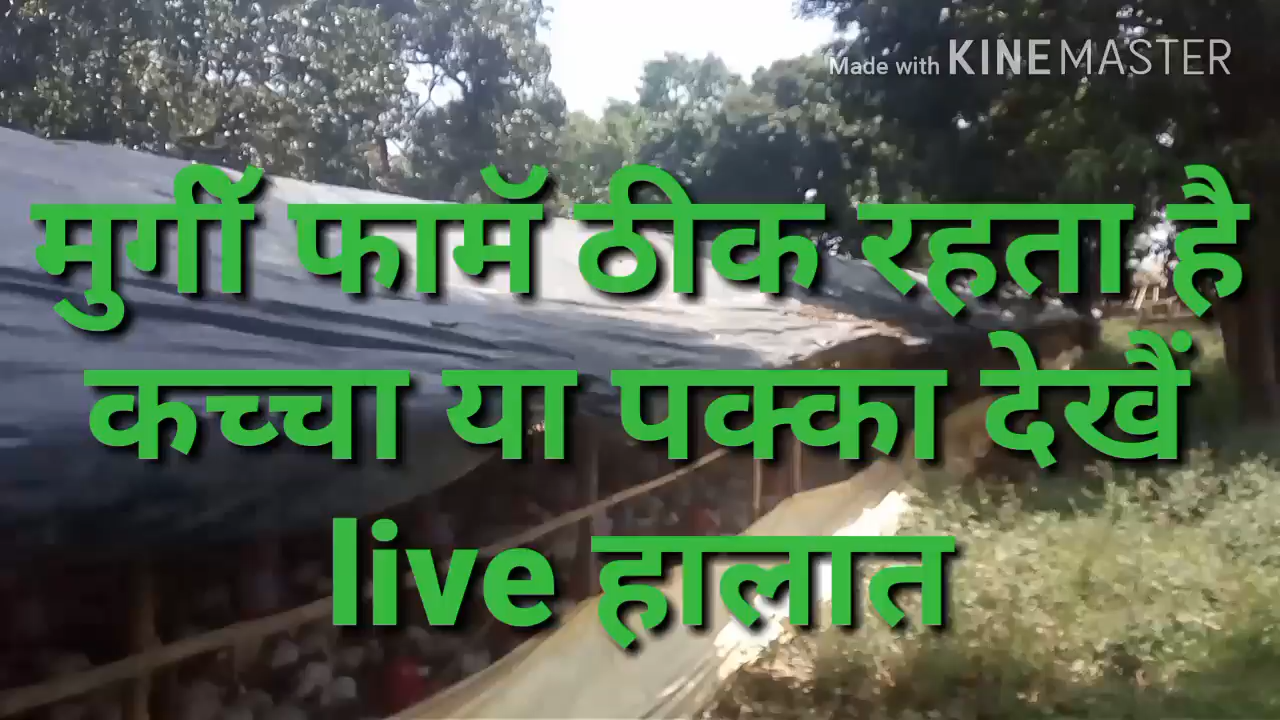 Made with KINEMASTER
मुर्गीॅ फामॅ ठीक रहता है
कच्चा या पक्का देखैं
live हालात